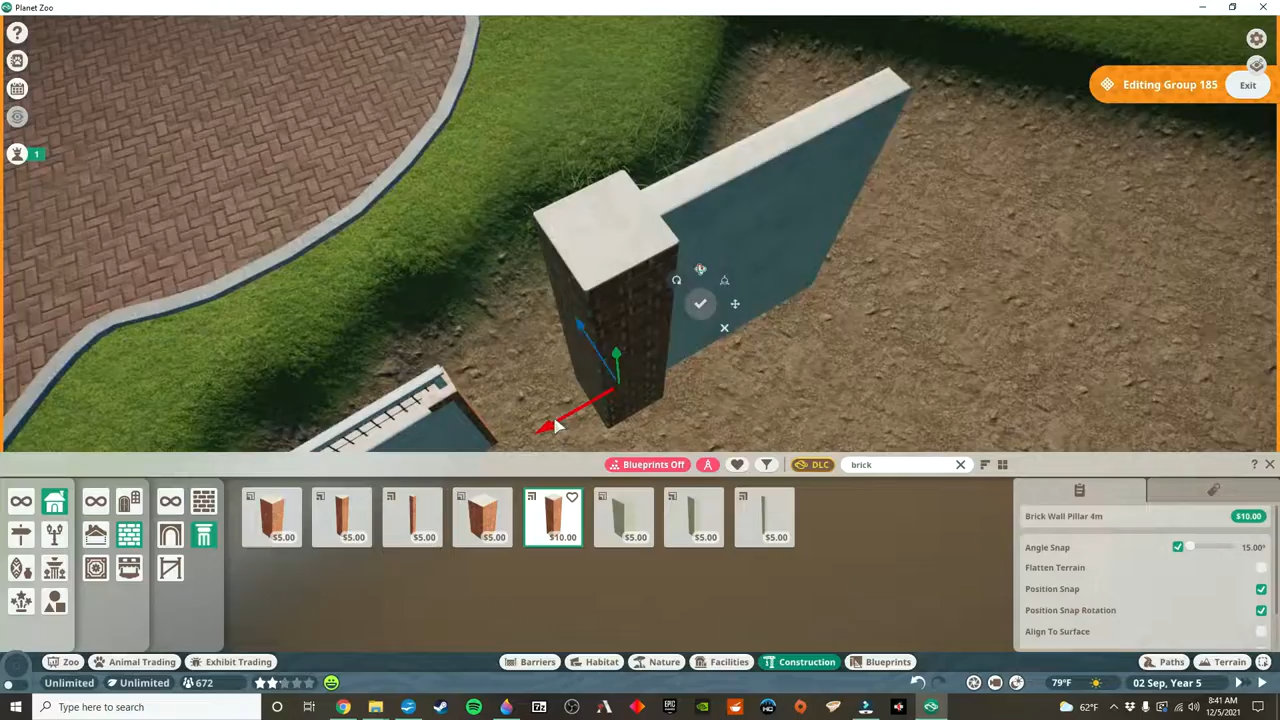 Planet Zoo
Editing Group 185
Exit
1
Blueprints Off
DLC
brick
?
$5.00
$5.00
$5.00
$5.00
$10.00
$5.00
$5.00
$5.00
Brick Wall Pillar 4m
$10.00
Angle Snap
15.00°
Flatten Terrain
Position Snap
Position Snap Rotation
Align To Surface
Zoo
Animal Trading
Exhibit Trading
Barriers
Habitat
Nature
Facilities
Construction
Blueprints
Paths
Terrain
Unlimited
Unlimited
672
79°F
02 Sep, Year 5
Type here to search
62°F
8:41 AM
12/5/2021